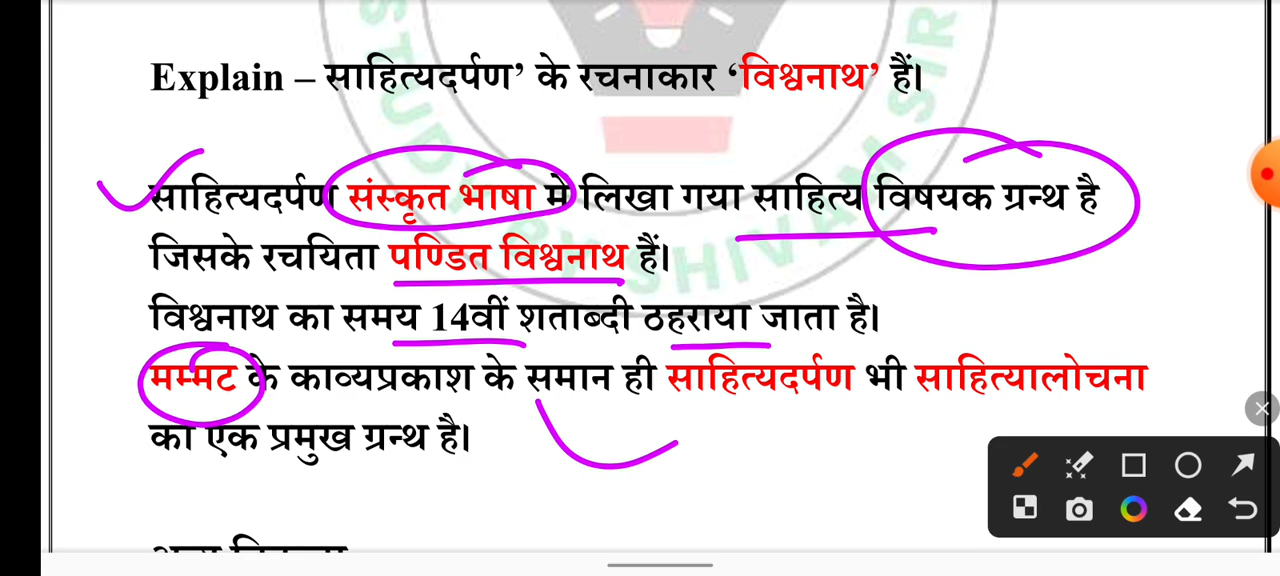 Explain – साहित्यदर्पण’ के रचनाकार ‘विश्वनाथ’ हैं।
साहित्यदर्पण संस्कृत भाषा में लिखा गया साहित्य विषयक ग्रन्थ है
जिसके रचयिता पण्डित विश्वनाथ हैं।
विश्वनाथ का समय 14वीं शताब्दी ठहराया जाता है।
मम्मट के काव्यप्रकाश के समान ही साहित्यदर्पण भी साहित्यालोचना
का एक प्रमुख ग्रन्थ है।